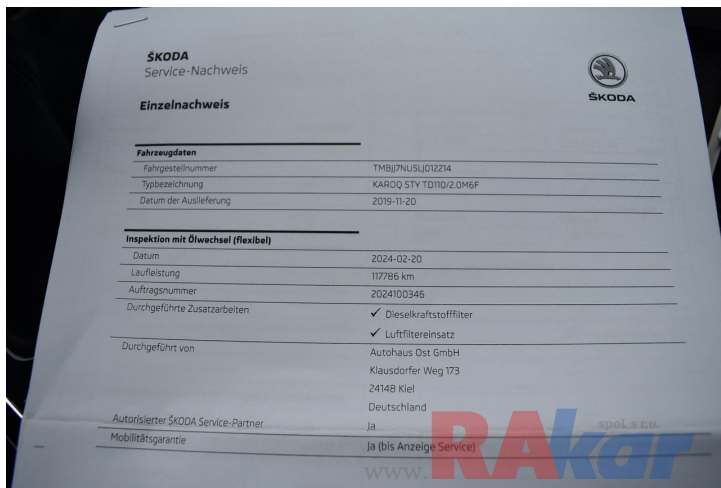 ŠKODA
Service-Nachweis
ŠKODA
Einzelnachweis
Fahrzeugdaten
Fahrgestellnummer TMBJJ7NU5LJ012214
Typbezeichnung KAROQ STY TD110/2.0M6F
Datum der Auslieferung 2019-11-20
Inspektion mit Ölwechsel (flexibel)
Datum 2024-02-20
Laufleistung 117786 km
Auftragsnummer 2024100346
Durchgeführte Zusatzarbeiten ✓ Dieselkraftstofffilter
✓ Luftfiltereinsatz
Durchgeführt von Autohaus Ost GmbH
Klausdorfer Weg 173
24148 Kiel
Deutschland
Autorisierter ŠKODA Service-Partner Ja
Mobilitätsgarantie Ja (bis Anzeige Service)
www.RAkar spol. s r.o.